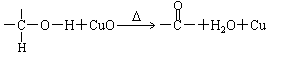 O
—C—O—H+CuO △ —C—+H₂O+Cu
H